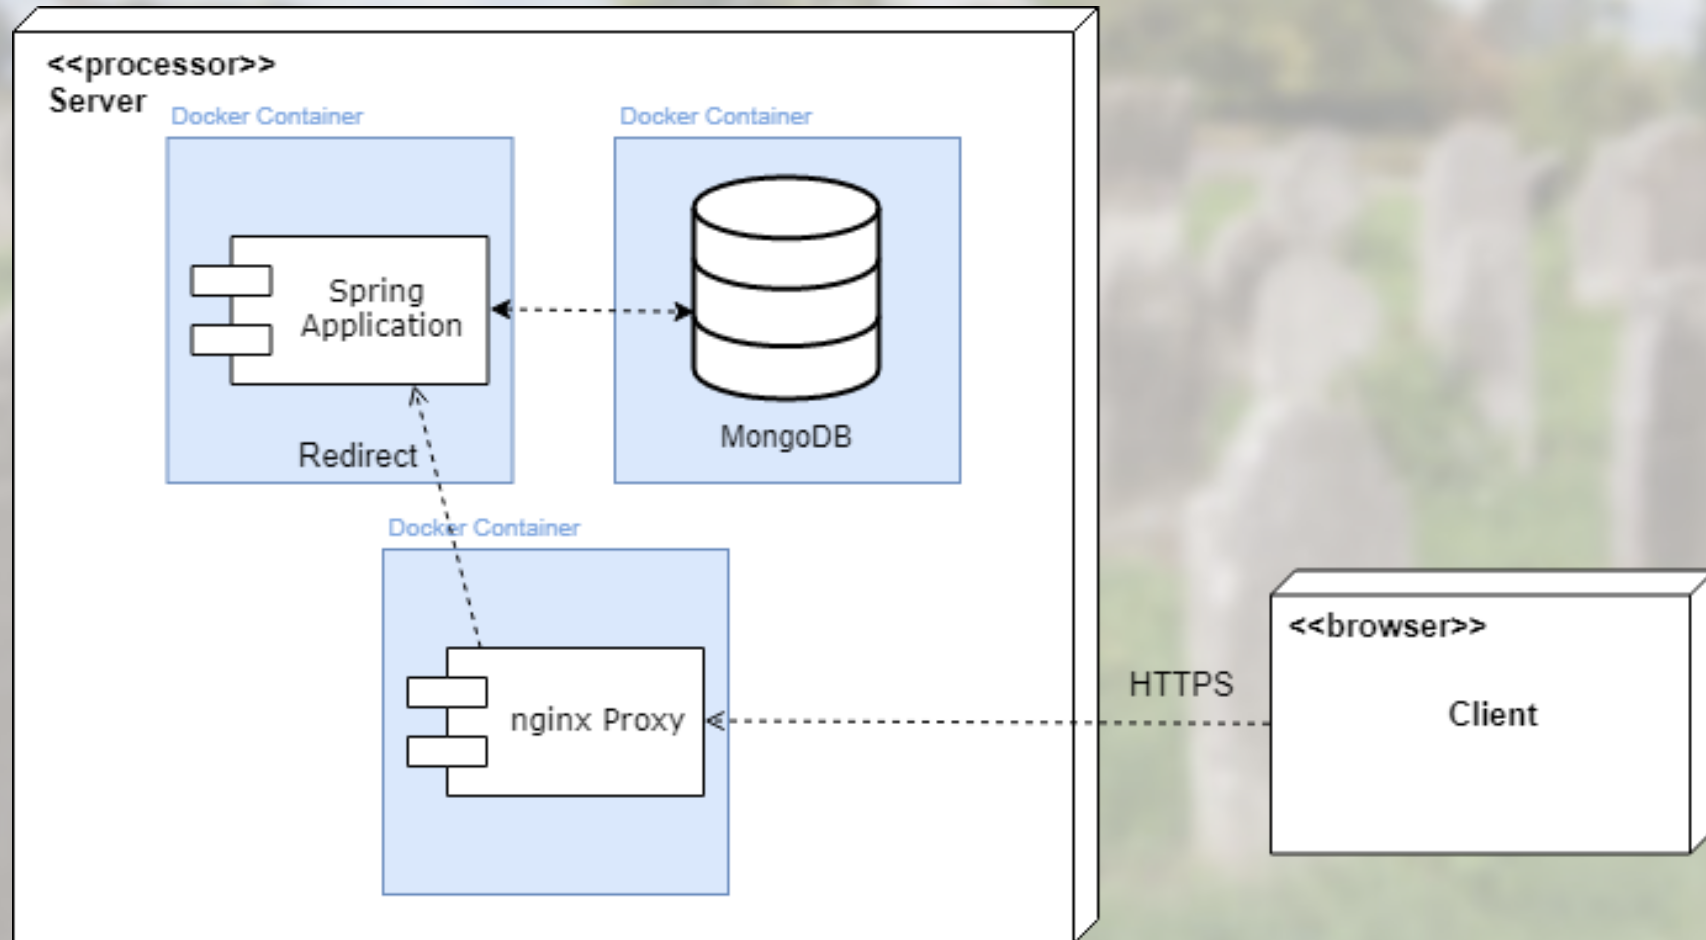 <<processor>>
Server
Docker Container
Docker Container
Spring
Application
MongoDB
Redirect
Docker Container
nginx Proxy
HTTPS
<<browser>>
Client